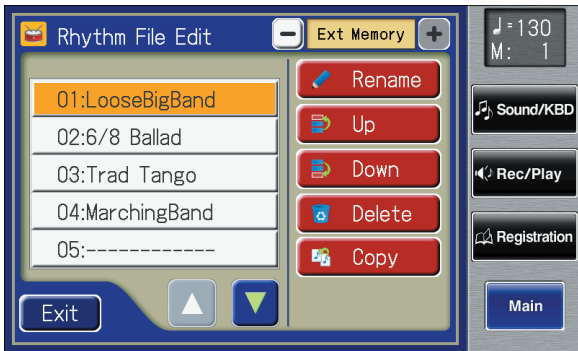 Rhythm File Edit
Ext Memory
01:LooseBigBand
02:6/8 Ballad
03:Trad Tango
04:MarchingBand
05:------------
Rename
Up
Down
Delete
Copy
Exit
♩=130
M: 1
Sound/KBD
Rec/Play
Registration
Main